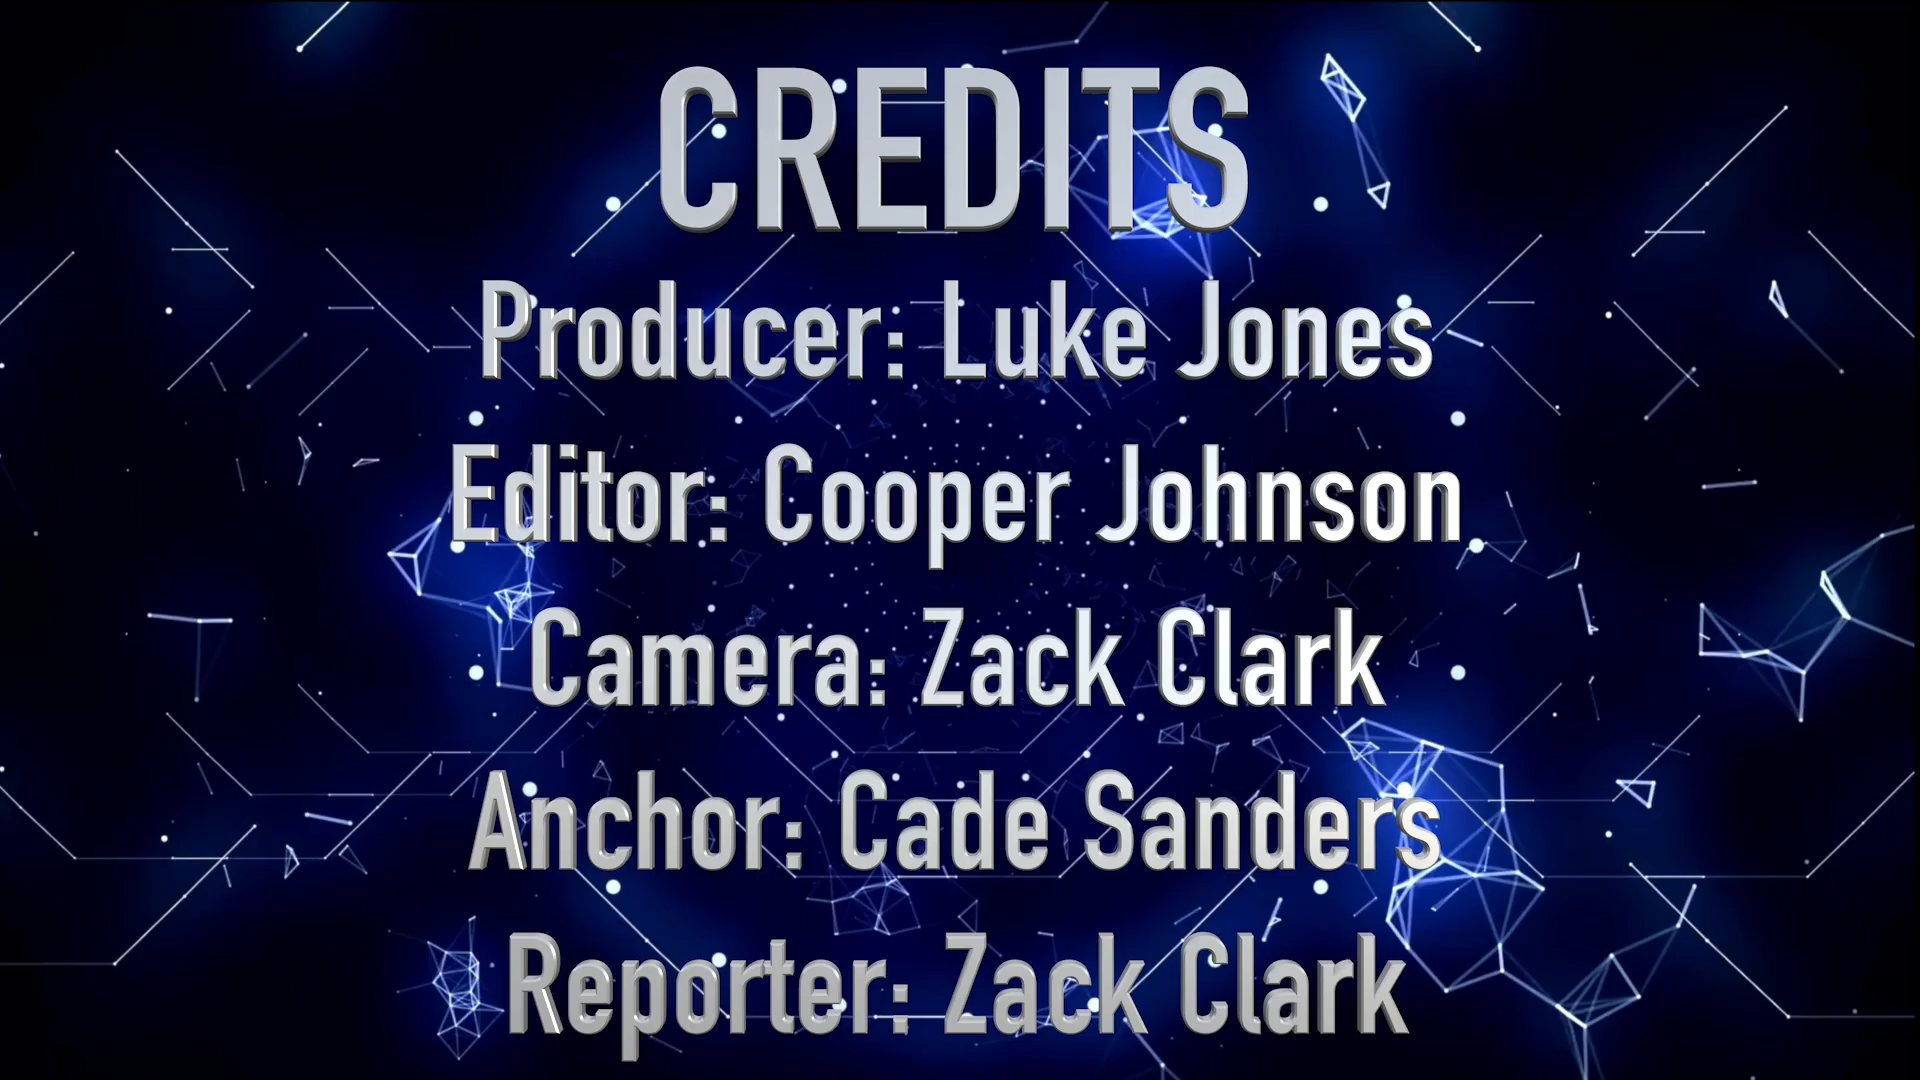 CREDITS
Producer: Luke Jones
Editor: Cooper Johnson
Camera: Zack Clark
Anchor: Cade Sanders
Reporter: Zack Clark